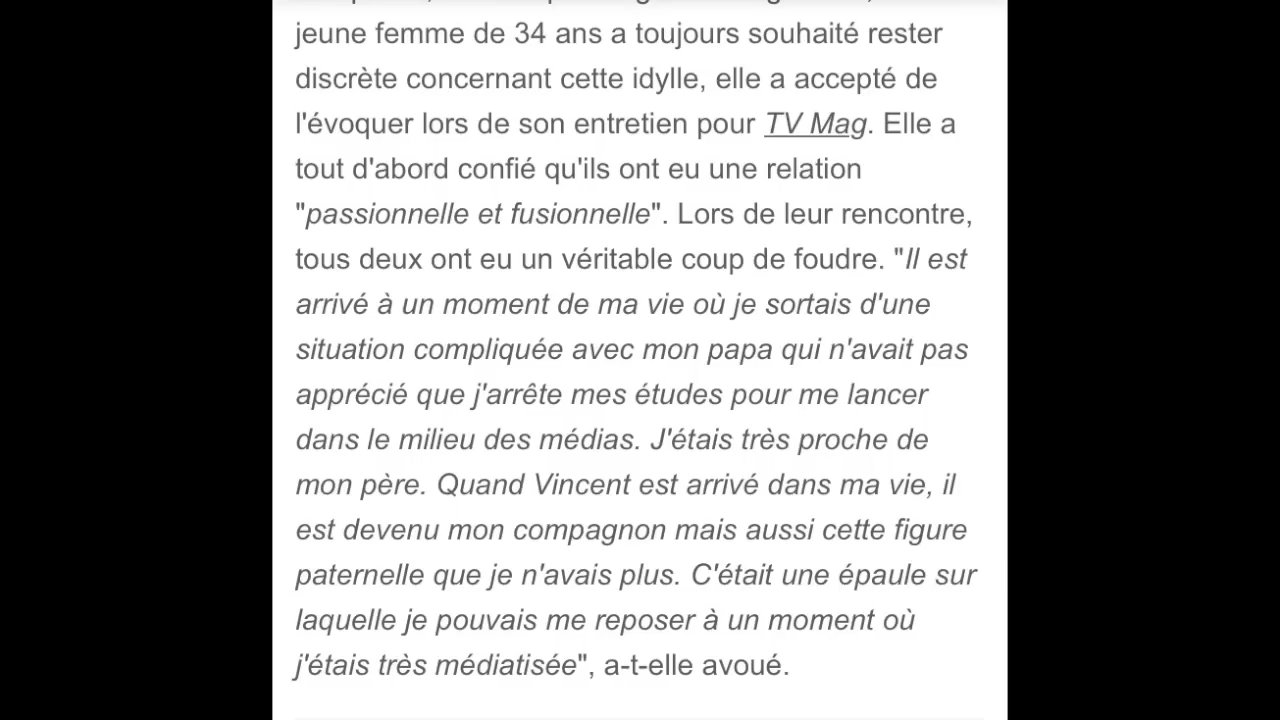 jeune femme de 34 ans a toujours souhaité rester
discrète concernant cette idylle, elle a accepté de
l'évoquer lors de son entretien pour TV Mag. Elle a
tout d'abord confié qu'ils ont eu une relation
"passionnelle et fusionnelle". Lors de leur rencontre,
tous deux ont eu un véritable coup de foudre. "Il est
arrivé à un moment de ma vie où je sortais d'une
situation compliquée avec mon papa qui n'avait pas
apprécié que j'arrête mes études pour me lancer
dans le milieu des médias. J'étais très proche de
mon père. Quand Vincent est arrivé dans ma vie, il
est devenu mon compagnon mais aussi cette figure
paternelle que je n'avais plus. C'était une épaule sur
laquelle je pouvais me reposer à un moment où
j'étais très médiatisée", a-t-elle avoué.